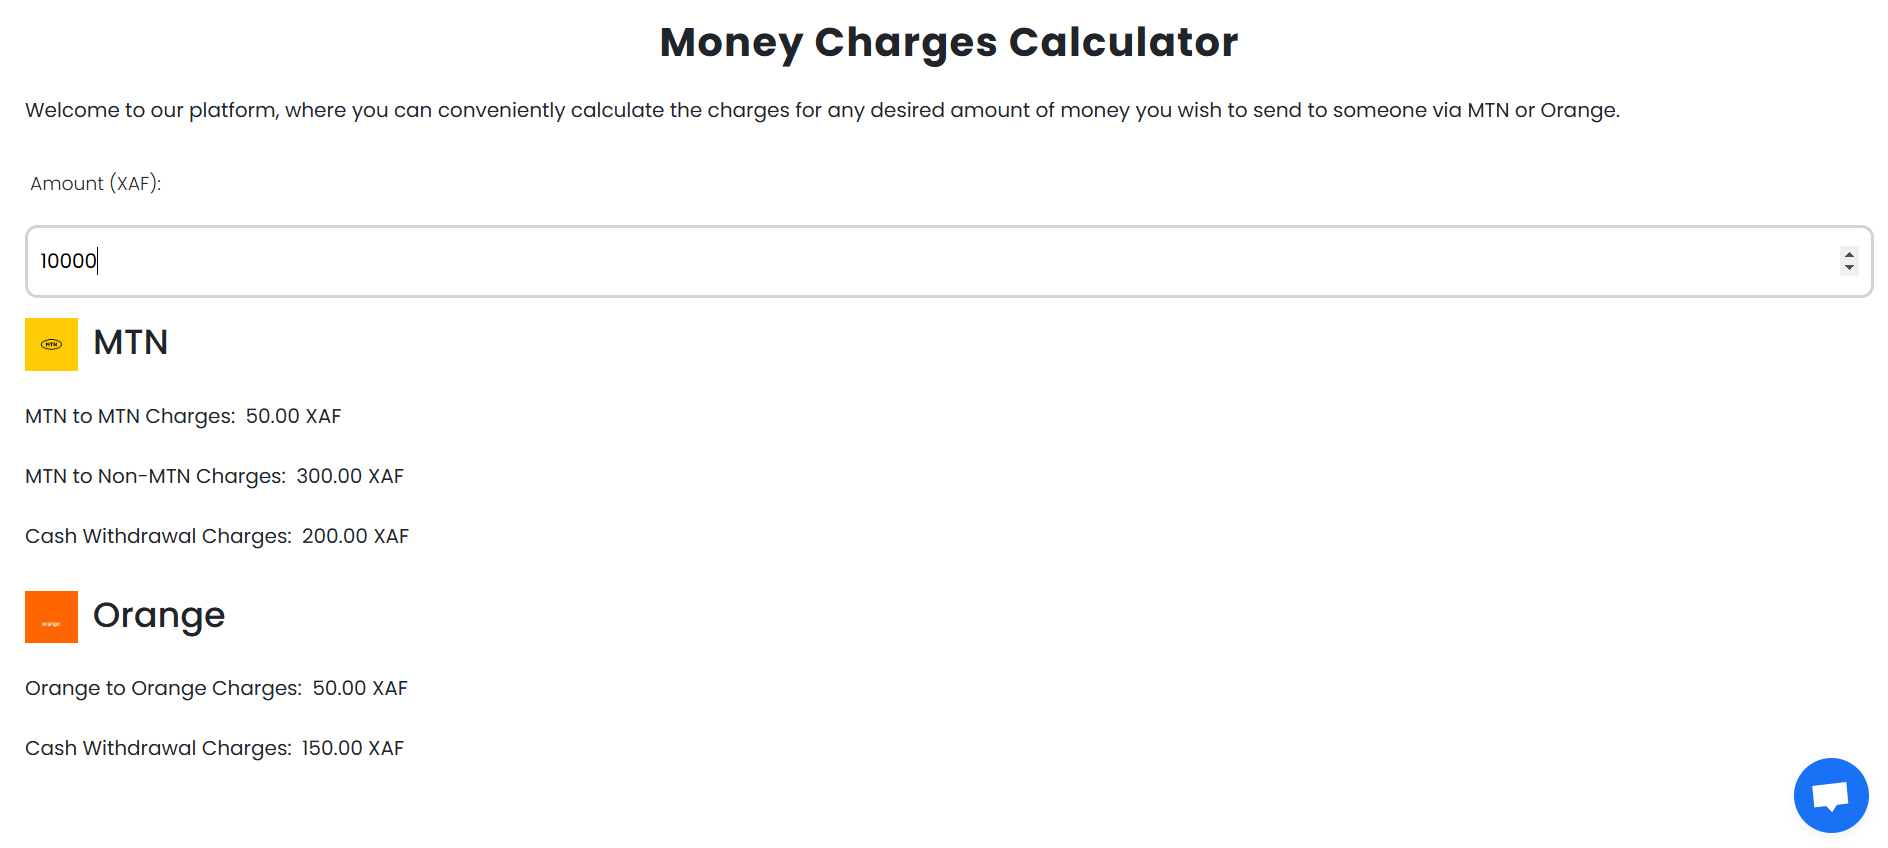 Money Charges Calculator
Welcome to our platform, where you can conveniently calculate the charges for any desired amount of money you wish to send to someone via MTN or Orange.
Amount (XAF):
10000
MTN
MTN
MTN to MTN Charges: 50.00 XAF
MTN to Non-MTN Charges: 300.00 XAF
Cash Withdrawal Charges: 200.00 XAF
orange
Orange
Orange to Orange Charges: 50.00 XAF
Cash Withdrawal Charges: 150.00 XAF